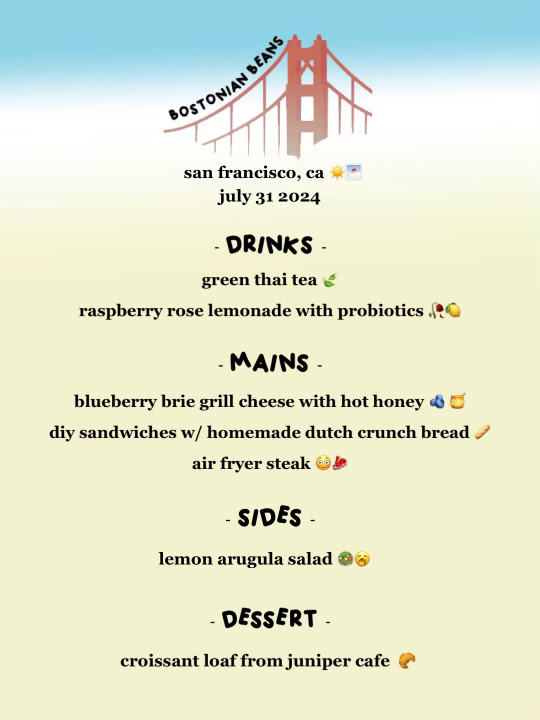 BOSTONIAN BEANS
san francisco, ca ☀️🌁
july 31 2024
- DRINKS -
green thai tea 🍃
raspberry rose lemonade with probiotics 🥀🍋
- MAINS -
blueberry brie grill cheese with hot honey 🫐🍯
diy sandwiches w/ homemade dutch crunch bread 🥖
air fryer steak 😳🥩
- SIDES -
lemon arugula salad 🥗😽
- DESSERT -
croissant loaf from juniper cafe 🥐